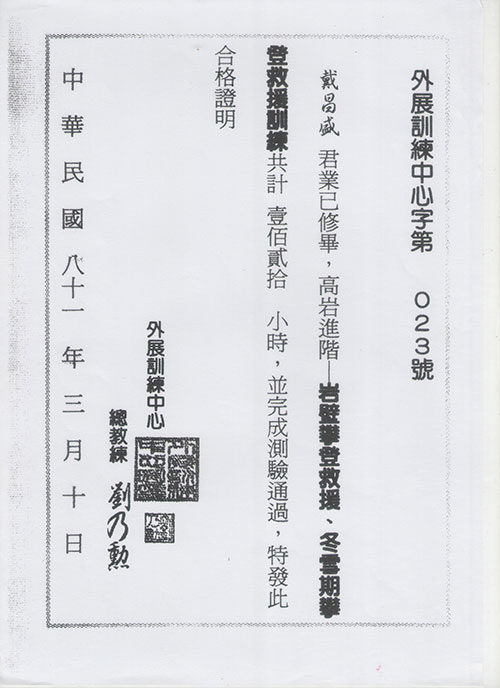 外展訓練中心字第 023號
戴昌盛 君業已修畢，高岩進階—岩壁攀登救援、冬雪期攀
登救援訓練共計 壹佰貳拾 小時，並完成測驗通過，特發此
合格證明
外展訓練中心
總教練 劉乃勲
中華民國八十一年三月十日